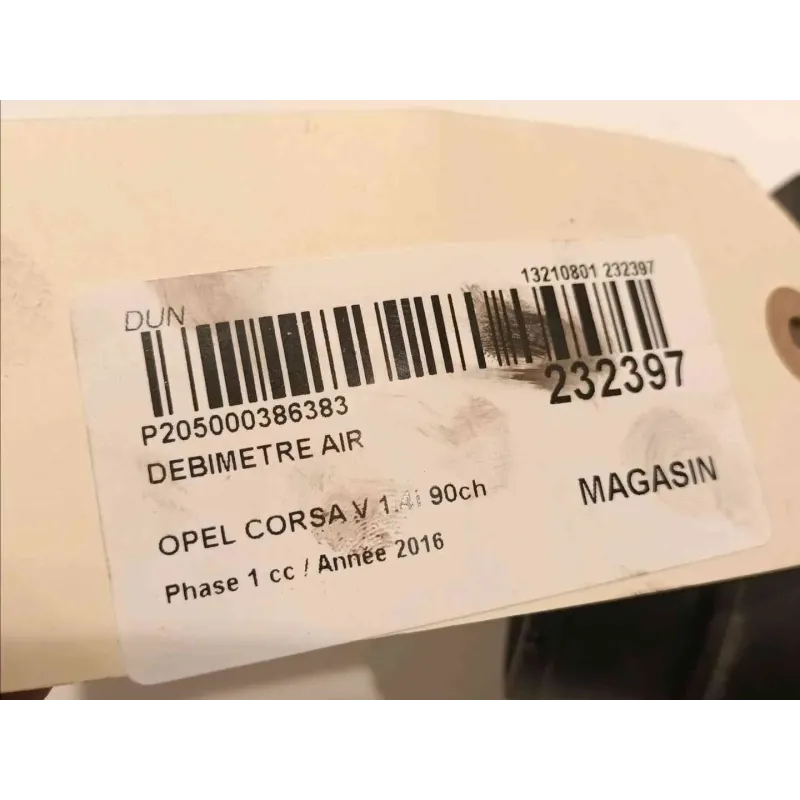 DUN
13210801 232397
P205000386383
232397
DEBIMETRE AIR
OPEL CORSA V 1.4i 90ch
MAGASIN
Phase 1 cc / Année 2016